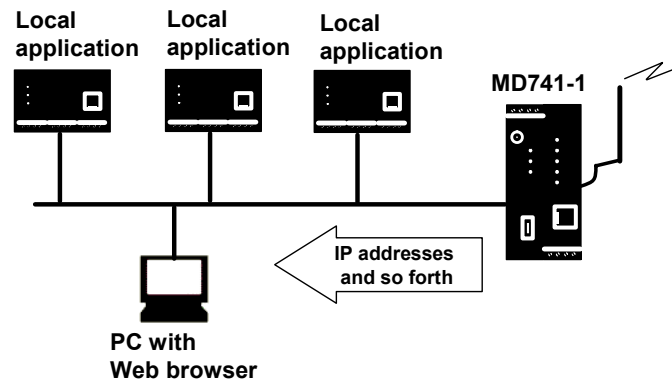 Local
application
Local
application
Local
application
MD741-1
IP addresses
and so forth
PC with
Web browser